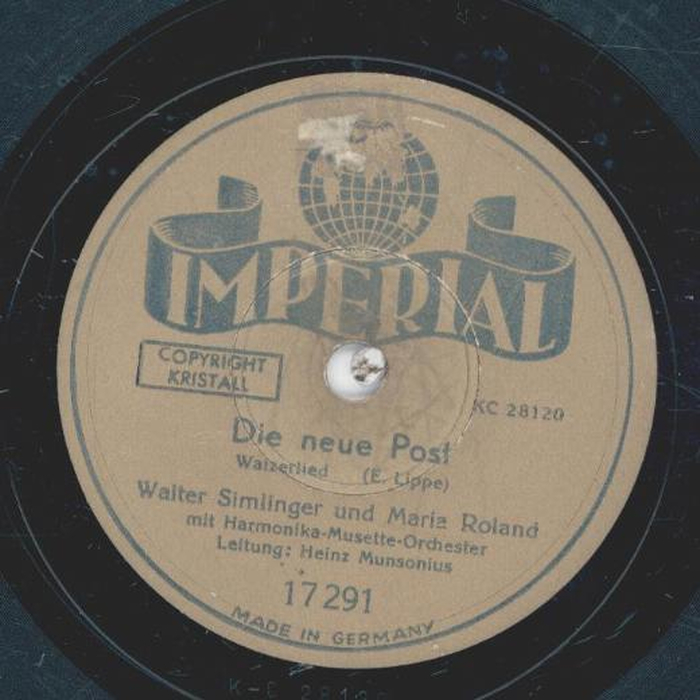 IMPERIAL
COPYRIGHT
KRISTALL
KC 28120
Die neue Post
Walzerlied (E. Lippe)
Walter Simlinger und Maria Roland
mit Harmonika-Musette-Orchester
Leitung: Heinz Munsonius
17291
MADE IN GERMANY